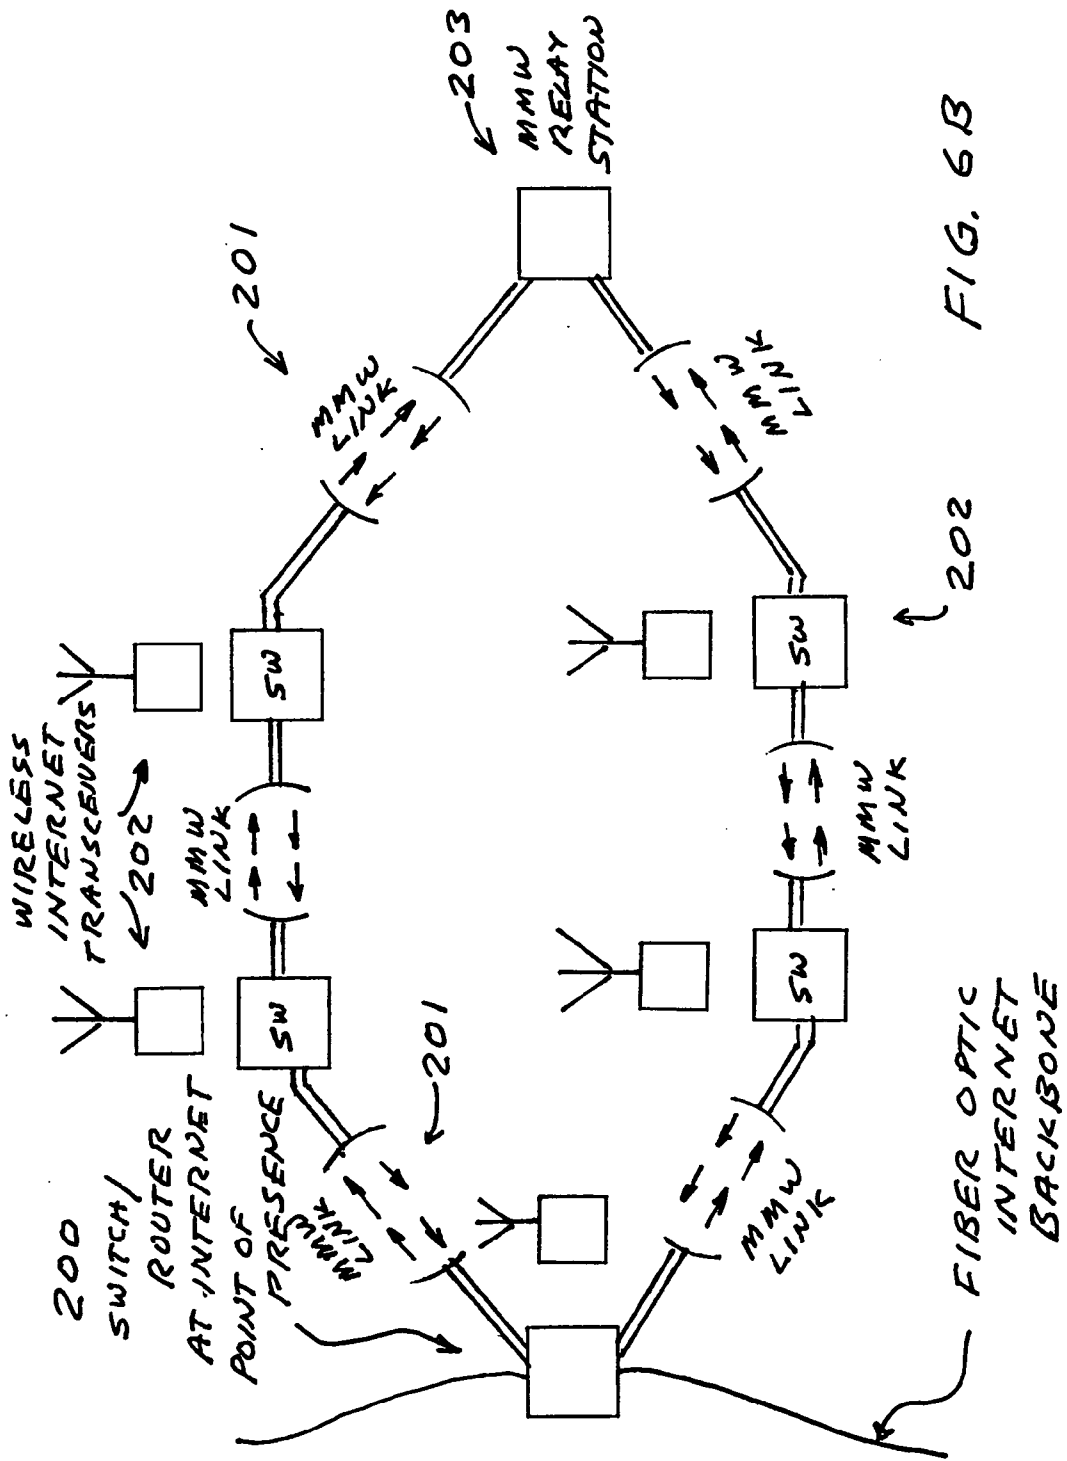 200
SWITCH/
ROUTER
AT INTERNET
POINT OF
PRESENCE
WIRELESS
INTERNET
TRANSCEIVERS
202
MMW
LINK
201
MMW
LINK
MMW
LINK
201
203
MMW
RELAY
STATION
SW
SW
SW
SW
MMW
LINK
MMW
LINK
MMW
LINK
202
FIBER OPTIC
INTERNET
BACKBONE
FIG. 6B